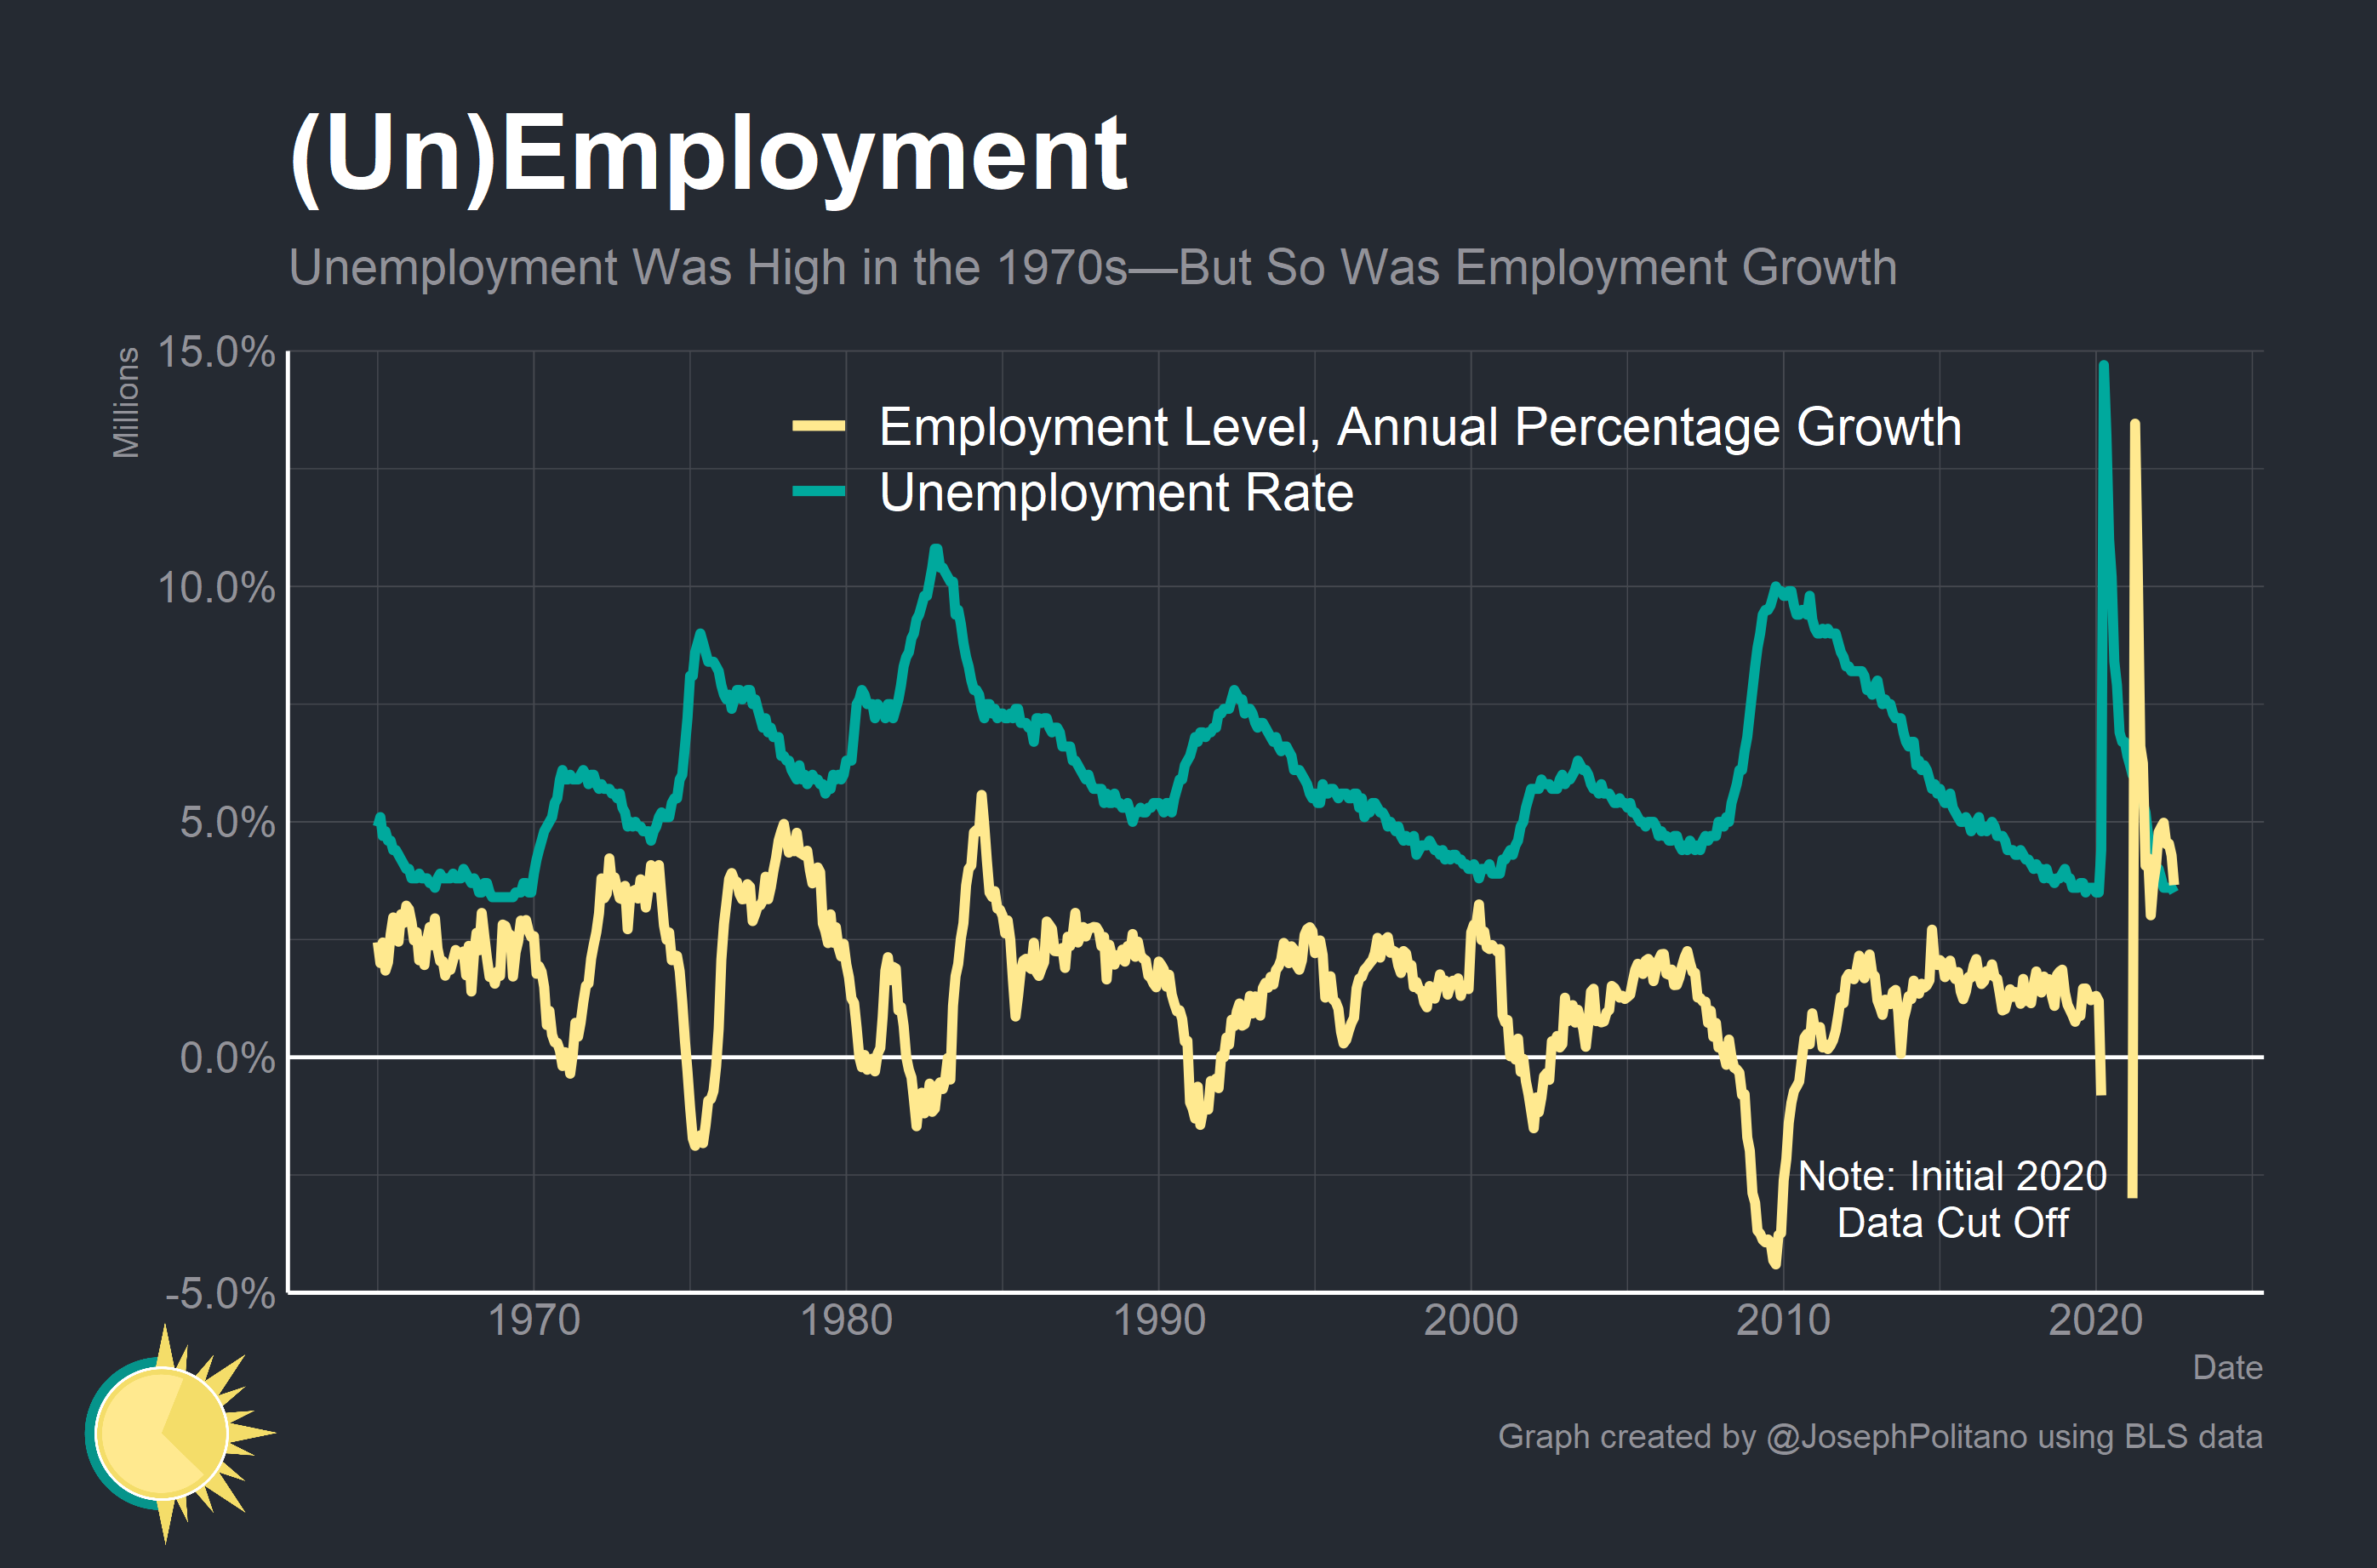 (Un)Employment
Unemployment Was High in the 1970s—But So Was Employment Growth
Millions
15.0%
10.0%
5.0%
0.0%
-5.0%
Employment Level, Annual Percentage Growth
Unemployment Rate
Note: Initial 2020
Data Cut Off
1970 1980 1990 2000 2010 2020
Date
Graph created by @JosephPolitano using BLS data